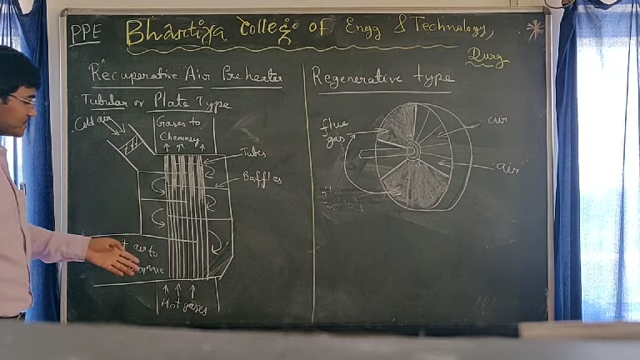 PPE
Bhartiya College of Engg & Technology,
Durg
Recuperative Air Preheater
Tubular or Plate Type
Cold air
Gases to
Chemney
Tubes
Baffles
air to
Hot gases
Regenerative type
flue
gas
air
air